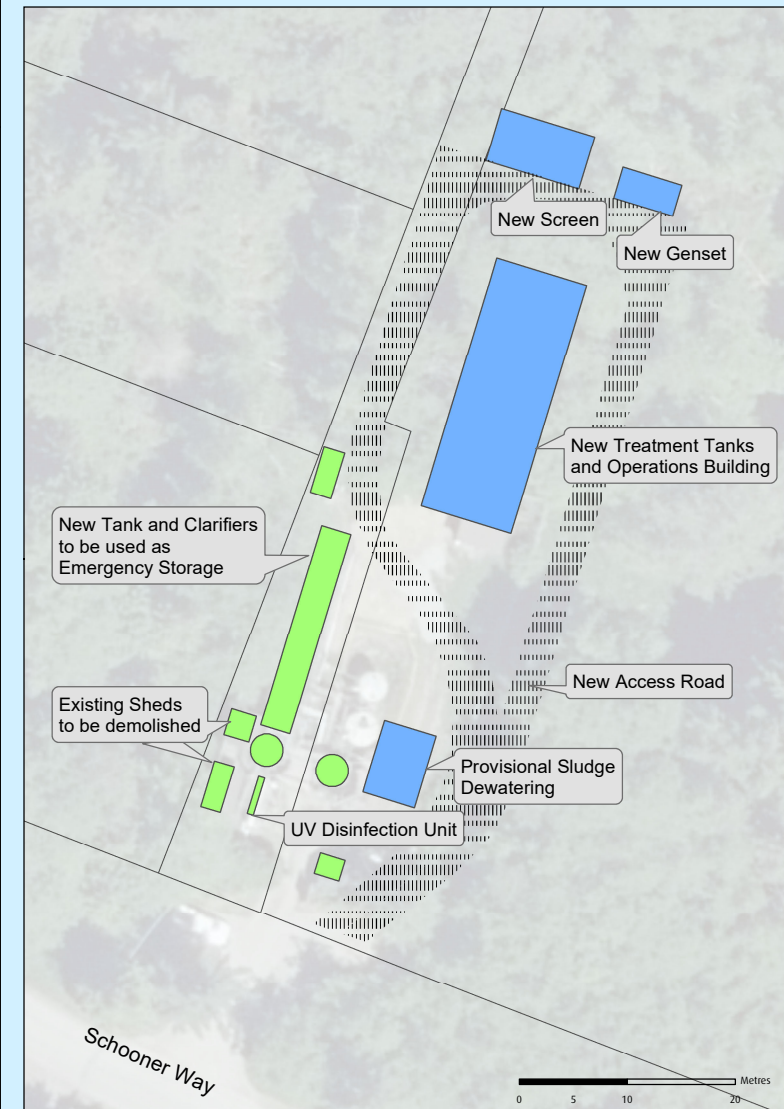 New Screen
New Genset
New Treatment Tanks
and Operations Building
New Tank and Clarifiers
to be used as
Emergency Storage
New Access Road
Existing Sheds
to be demolished
Provisional Sludge
Dewatering
UV Disinfection Unit
Schooner Way
Metres
0 5 10 20